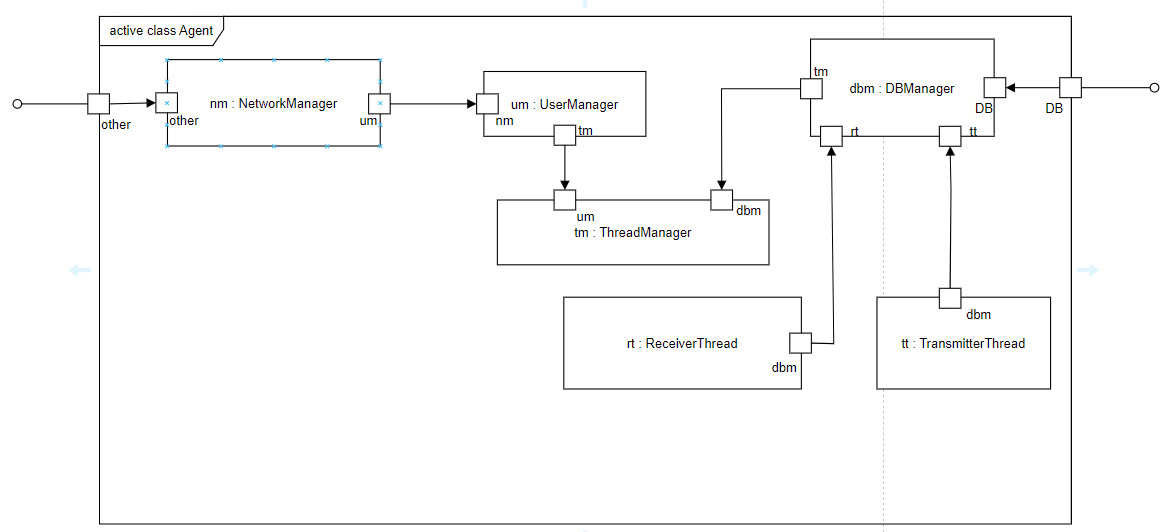 active class Agent
tm
nm : NetworkManager
um : UserManager
dbm : DBManager
other
other
um
nm
tm
rt
tt
DB
DB
um
dbm
tm : ThreadManager
dbm
rt : ReceiverThread
tt : TransmitterThread
dbm